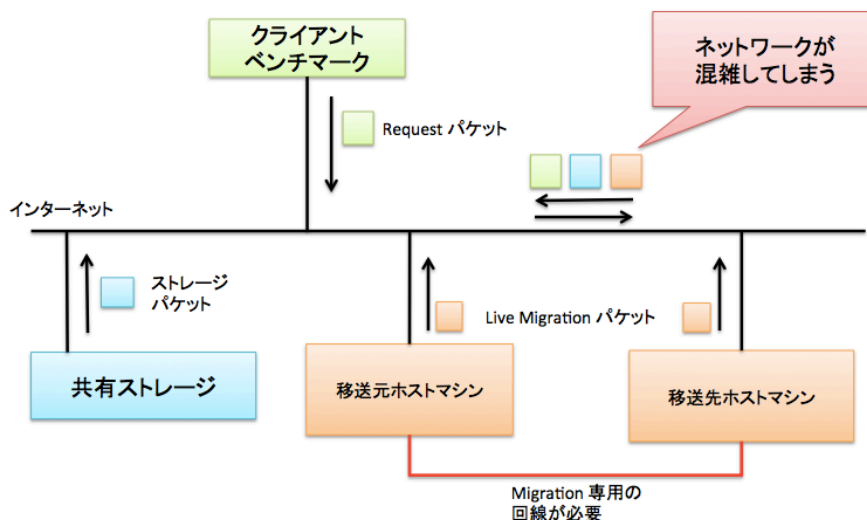 クライアント
ベンチマーク
ネットワークが
混雑してしまう
Request パケット
インターネット
ストレージ
パケット
Live Migration パケット
共有ストレージ
移送元ホストマシン
移送先ホストマシン
Migration 専用の
回線が必要